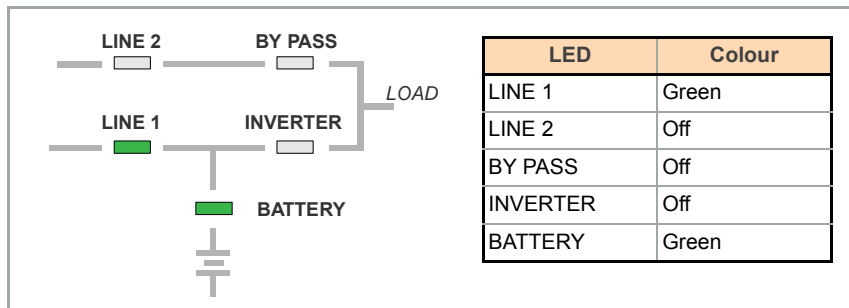 LINE 2 BY PASS
LOAD
LINE 1 INVERTER
BATTERY
LED Colour
LINE 1 Green
LINE 2 Off
BY PASS Off
INVERTER Off
BATTERY Green